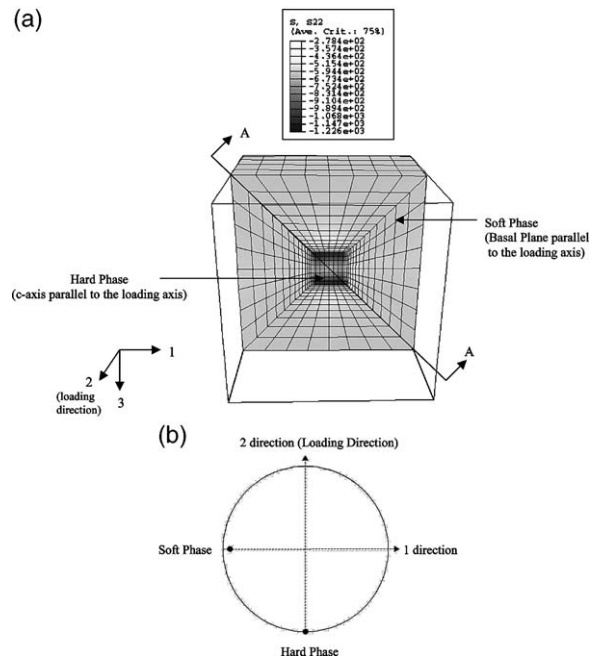 (a)
S, S22
(Ave. Crit.: 75%)
-2.784e+02
-3.574e+02
-4.364e+02
-5.154e+02
-5.944e+02
-6.734e+02
-7.524e+02
-8.314e+02
-9.104e+02
-9.894e+02
-1.068e+03
-1.147e+03
-1.226e+03
A
Soft Phase
(Basal Plane parallel
to the loading axis)
Hard Phase
(c-axis parallel to the loading axis)
1
2
(loading
direction)
3
A
(b)
2 direction (Loading Direction)
Soft Phase
1 direction
Hard Phase